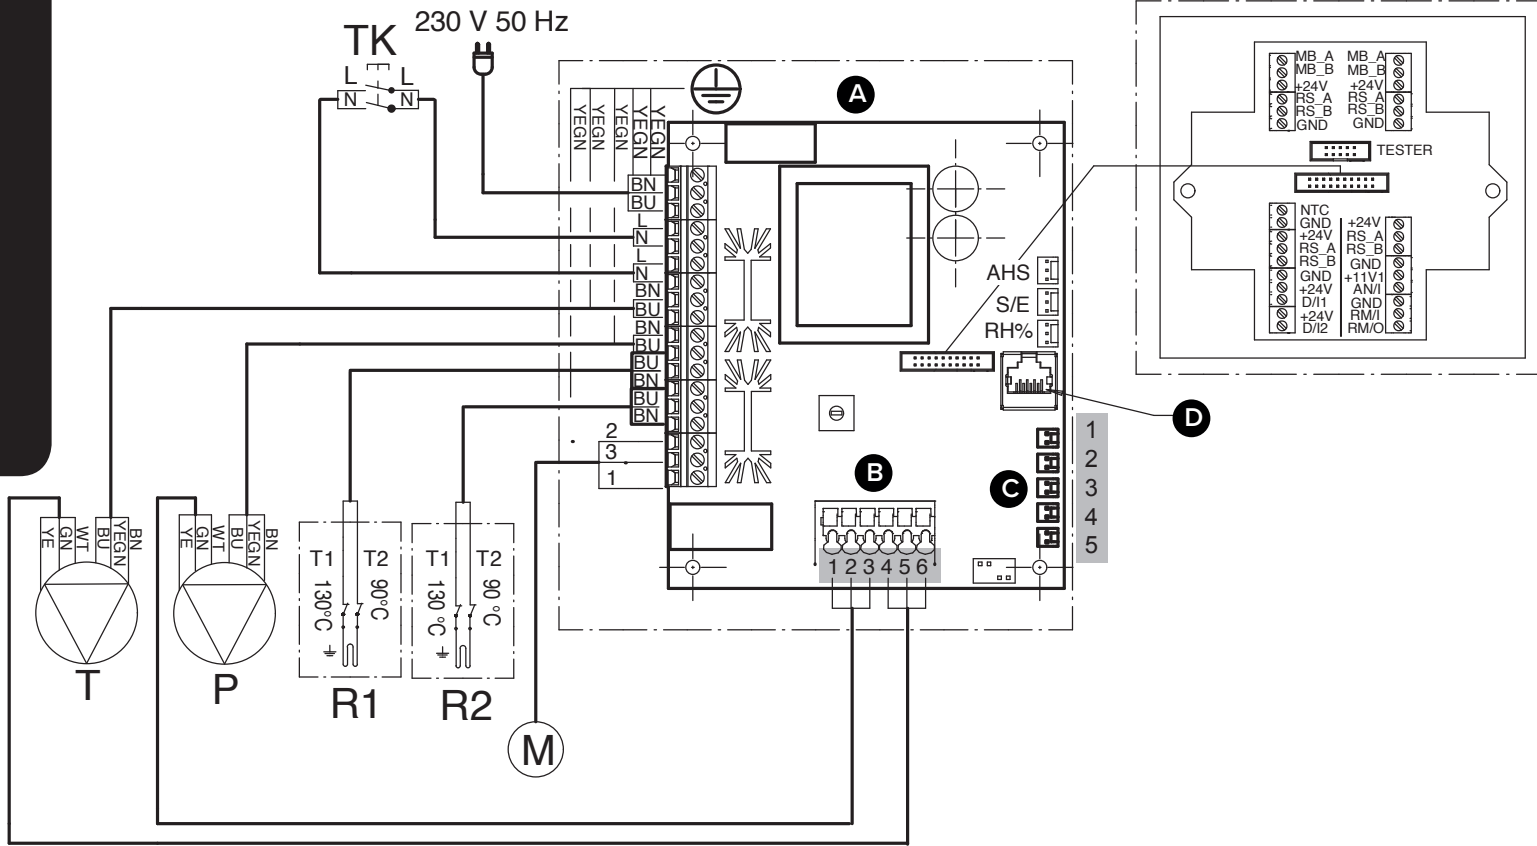 230 V 50 Hz
TK
L L
N N
YEGN
YEGN
YEGN
YEGN
YEGN
BN
BU
L
N
L
N
BN
BU
BN
BU
BU
BN
BU
BN
2
3
1
A
AHS
S/E
RH%
D
B
C
1
2
3
4
5
1 2 3 4 5 6
MB_A MB_A
MB_B MB_B
+24V +24V
RS_A RS_A
RS_B RS_B
GND GND
TESTER
NTC
GND +24V
+24V RS_A
RS_A RS_B
RS_B GND
GND +11V1
+24V AN/I
D/I1 GND
+24V RM/I
D/I2 RM/O
YE GN WT BU YEGN BN
T
YE GN WT BU YEGN BN
P
T1 T2
130°C 90°C
R1
T1 T2
130 °C 90 °C
R2
M